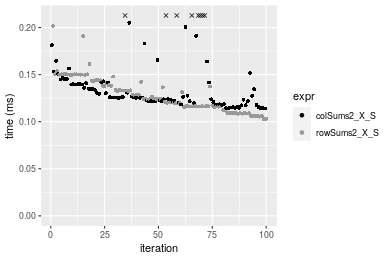 0.20
0.15
0.10
0.05
0.00
time (ms)
0
25
50
75
100
iteration
expr
colSums2_X_S
rowSums2_X_S